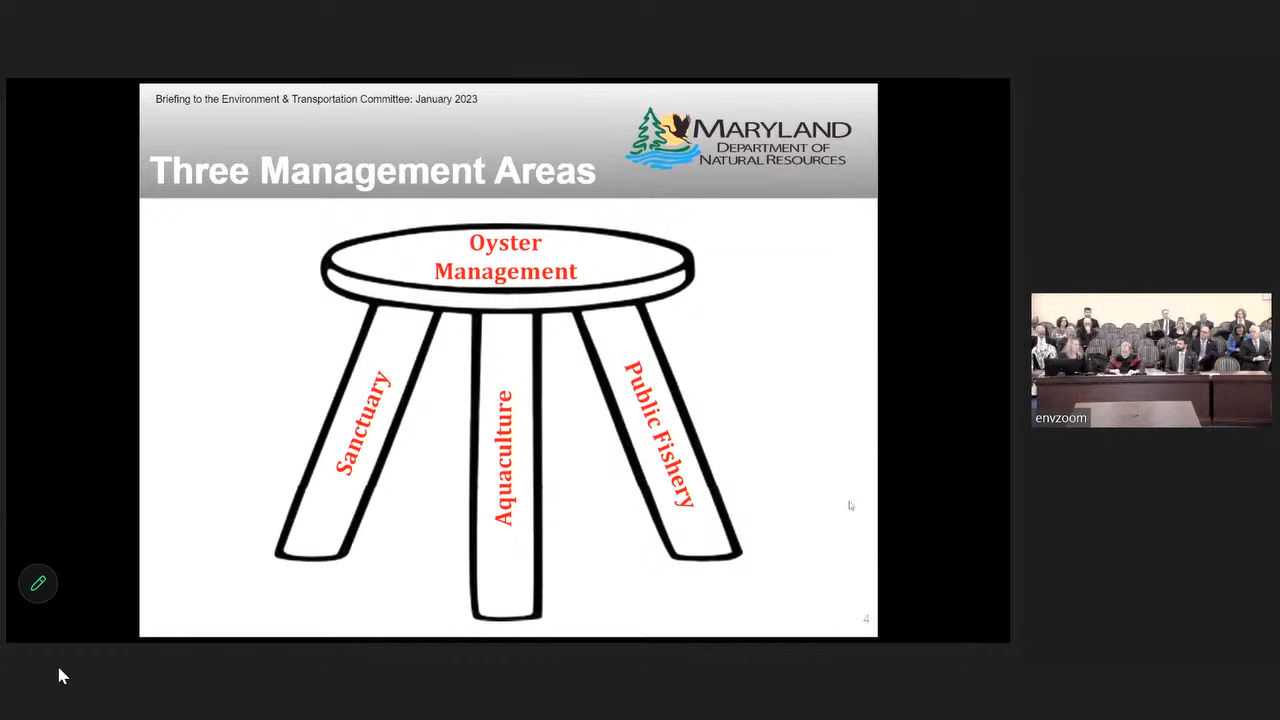 Briefing to the Environment & Transportation Committee: January 2023
MARYLAND
DEPARTMENT OF
NATURAL RESOURCES
Three Management Areas
Oyster
Management
Sanctuary
Aquaculture
Public Fishery
4
envzoom